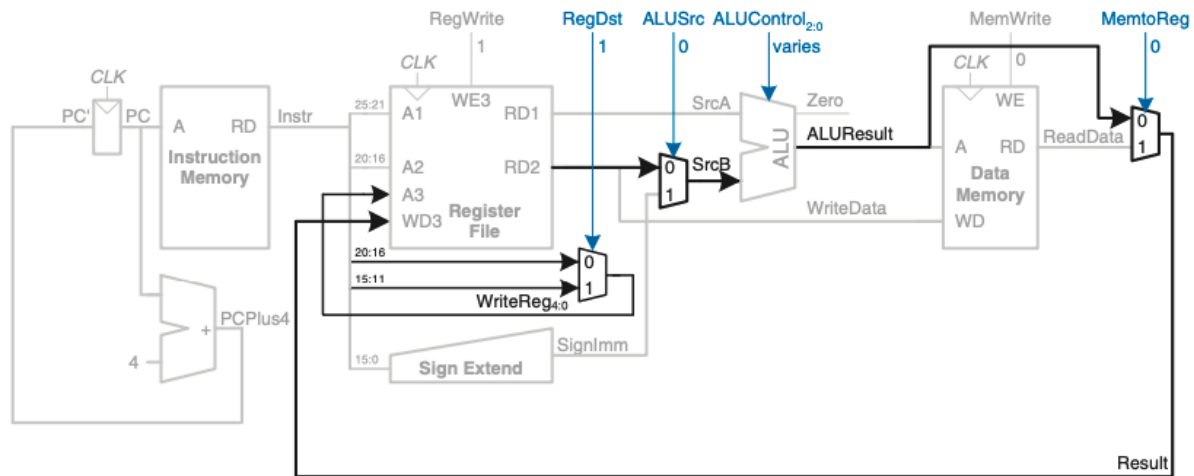 RegWrite RegDst ALUSrc ALUControl2:0 MemWrite MemtoReg
1 1 0 varies 0 0
CLK CLK CLK
PC' PC A RD Instr 25:21 A1 WE3 RD1 SrcA Zero WE
Instruction Memory
20:16 A2 RD2 0 SrcB ALU ALUResult A RD ReadData 0
1 1
A3 Data Memory
WD3 Register File WriteData WD
20:16 0
15:11 1
WriteReg4:0
PCPlus4
+
4
SignImm
15:0 Sign Extend
Result